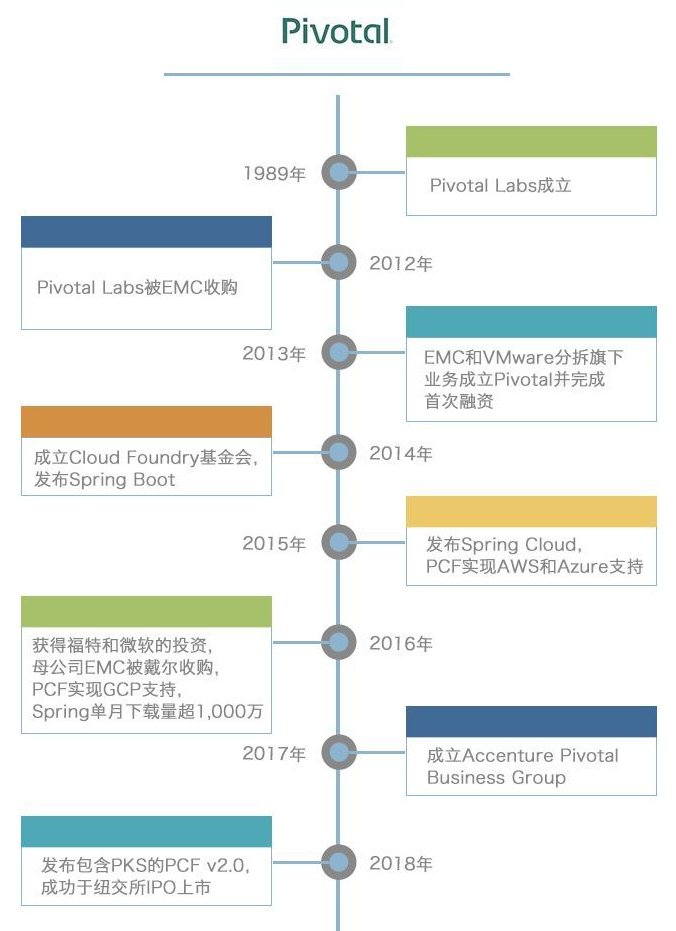 Pivotal
1989年
Pivotal Labs成立
2012年
Pivotal Labs被EMC收购
2013年
EMC和VMware分拆旗下
业务成立Pivotal并完成
首次融资
2014年
成立Cloud Foundry基金会，
发布Spring Boot
2015年
发布Spring Cloud，
PCF实现AWS和Azure支持
2016年
获得福特和微软的投资，
母公司EMC被戴尔收购，
PCF实现GCP支持，
Spring单月下载量超1,000万
2017年
成立Accenture Pivotal
Business Group
2018年
发布包含PKS的PCF v2.0，
成功于纽交所IPO上市